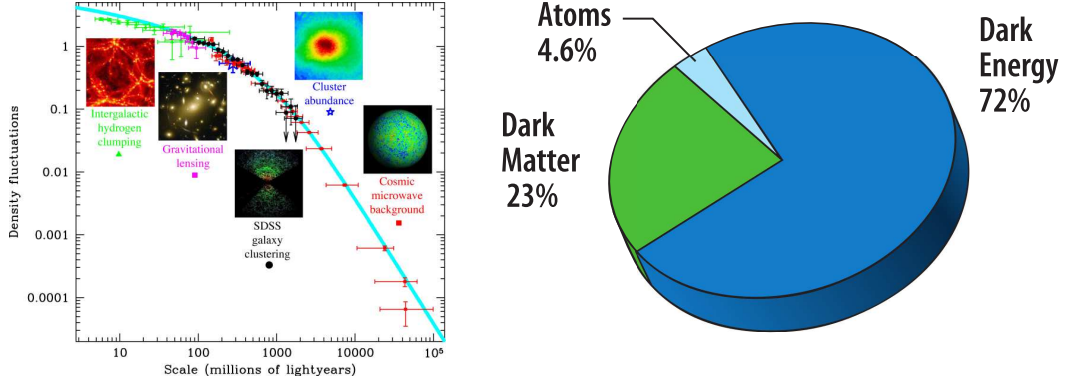 Density fluctuations
1
0.1
0.01
0.001
0.0001
10
100
1000
10000
10⁵
Scale (millions of lightyears)
Intergalactic
hydrogen
clumping
Gravitational
lensing
SDSS
galaxy
clustering
Cluster
abundance
Cosmic
microwave
background
Atoms
4.6%
Dark
Energy
72%
Dark
Matter
23%